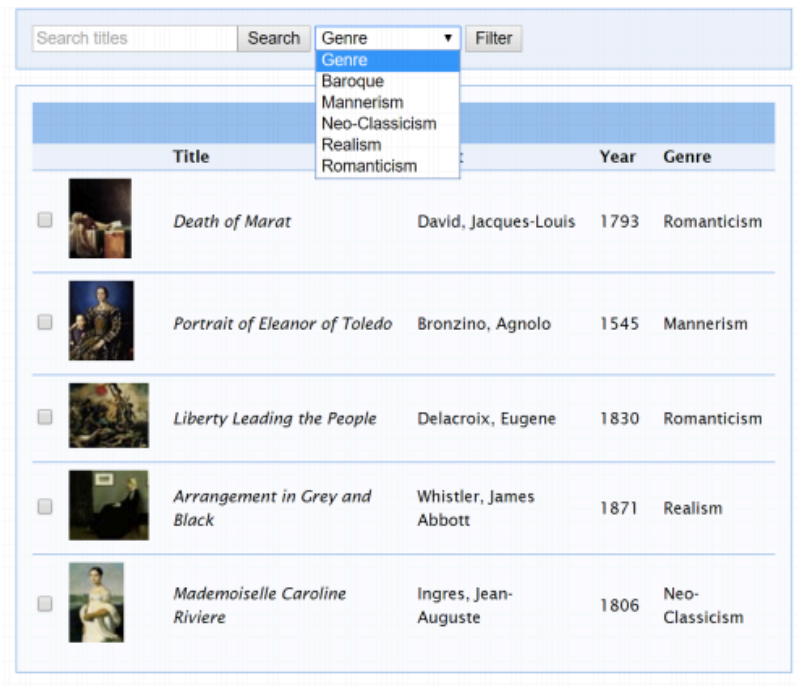 Search titles Search Genre Filter
Genre
Baroque
Mannerism
Neo-Classicism
Realism
Romanticism
Title Year Genre
Death of Marat David, Jacques-Louis 1793 Romanticism
Portrait of Eleanor of Toledo Bronzino, Agnolo 1545 Mannerism
Liberty Leading the People Delacroix, Eugene 1830 Romanticism
Arrangement in Grey and
Black
Whistler, James
Abbott
1871 Realism
Mademoiselle Caroline
Riviere
Ingres, Jean-
Auguste
1806
Neo-
Classicism